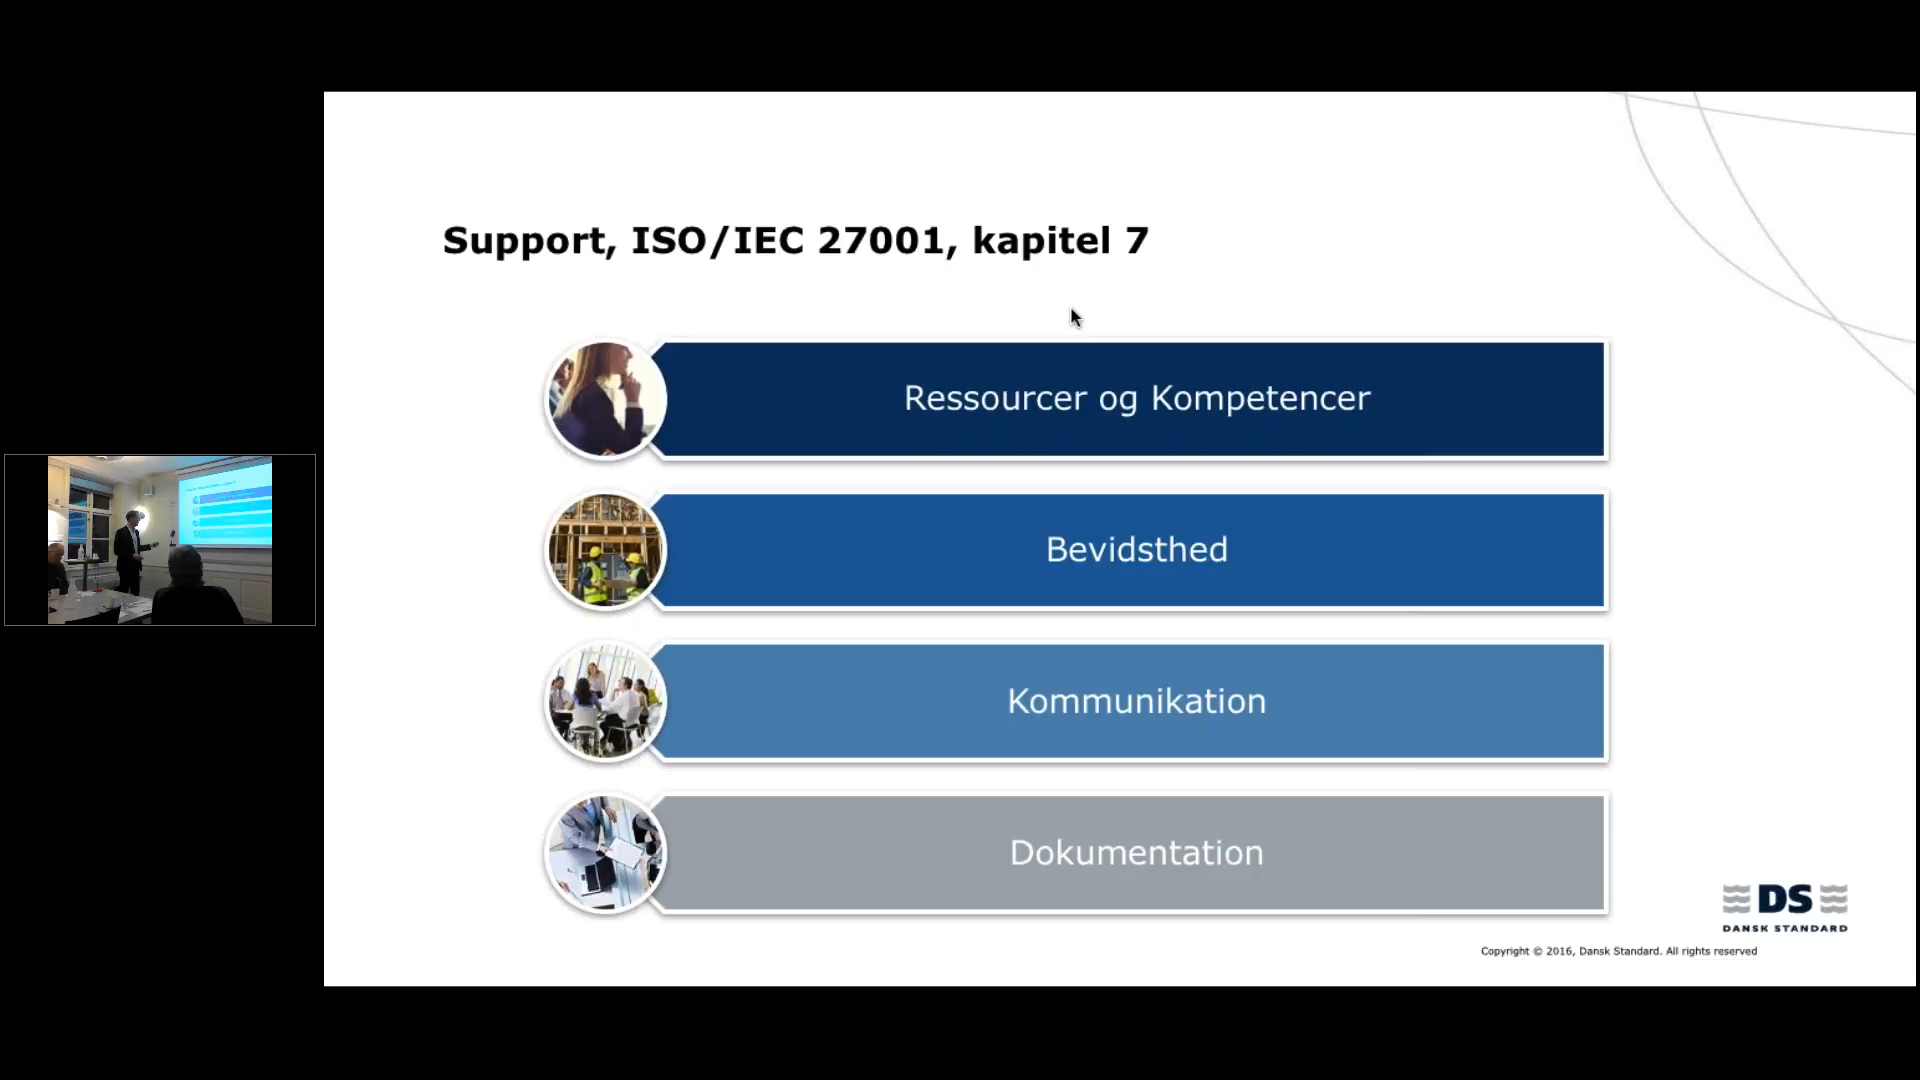 Support, ISO/IEC 27001, kapitel 7
Ressourcer og Kompetencer
Bevidsthed
Kommunikation
Dokumentation
DS
DANSK STANDARD
Copyright © 2016, Dansk Standard. All rights reserved